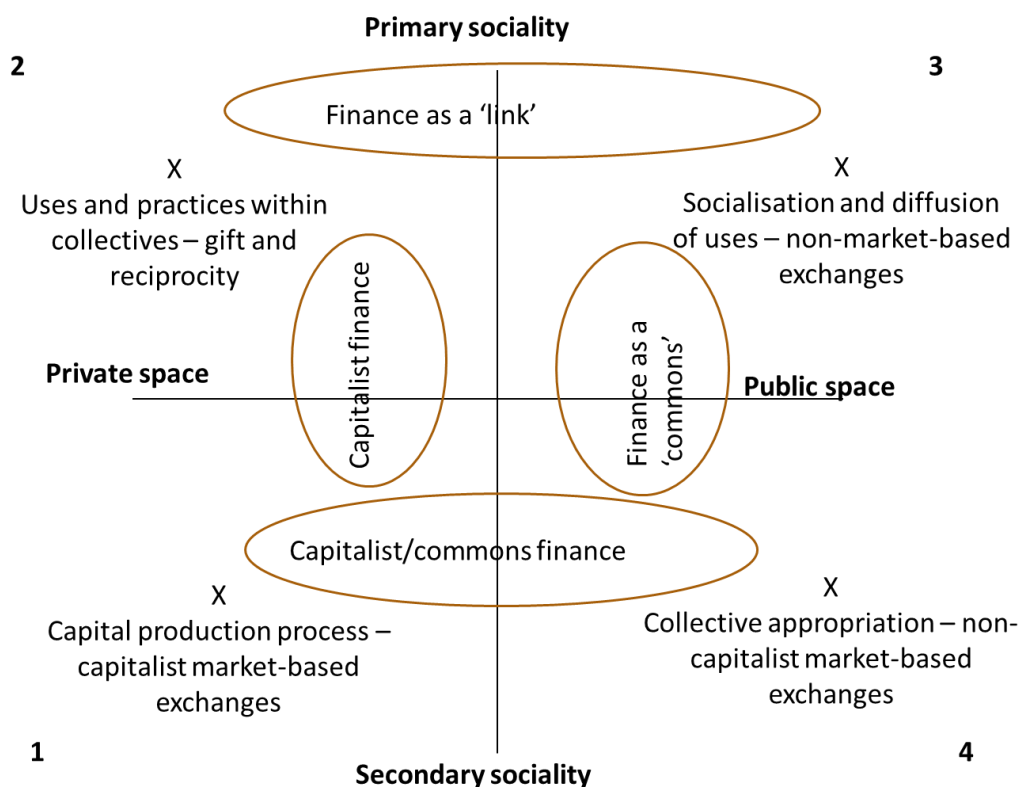 Primary sociality
2
3
Finance as a ‘link’
X
Uses and practices within
collectives – gift and
reciprocity
X
Socialisation and diffusion
of uses – non-market-based
exchanges
Capitalist finance
Finance as a
‘commons’
Private space
Public space
Capitalist/commons finance
X
Capital production process –
capitalist market-based
exchanges
X
Collective appropriation – non-
capitalist market-based
exchanges
1
4
Secondary sociality